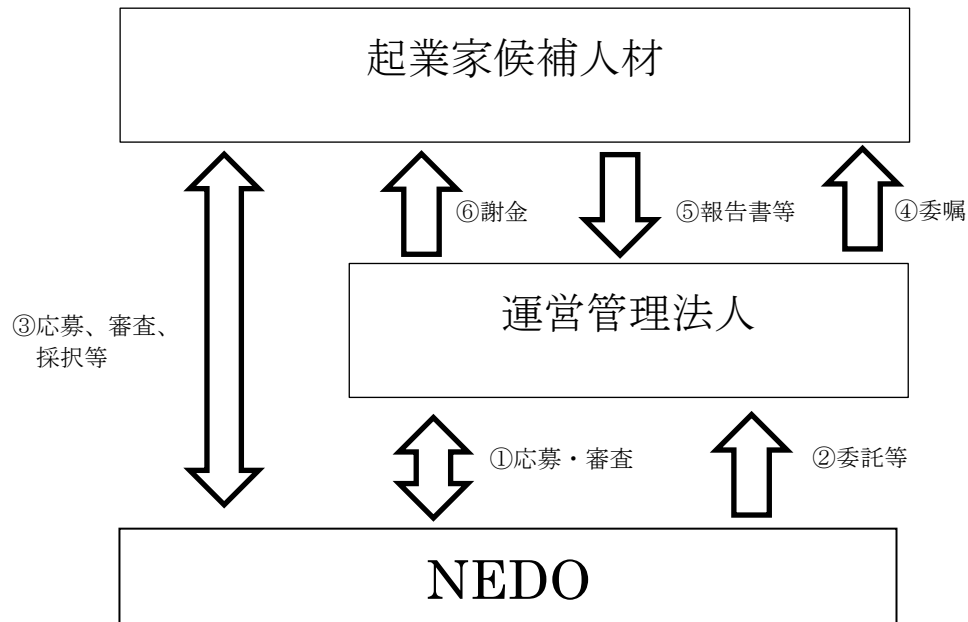 起業家候補人材
⑥謝金
⑤報告書等
④委嘱
運営管理法人
③応募、審査、
採択等
①応募・審査
②委託等
NEDO